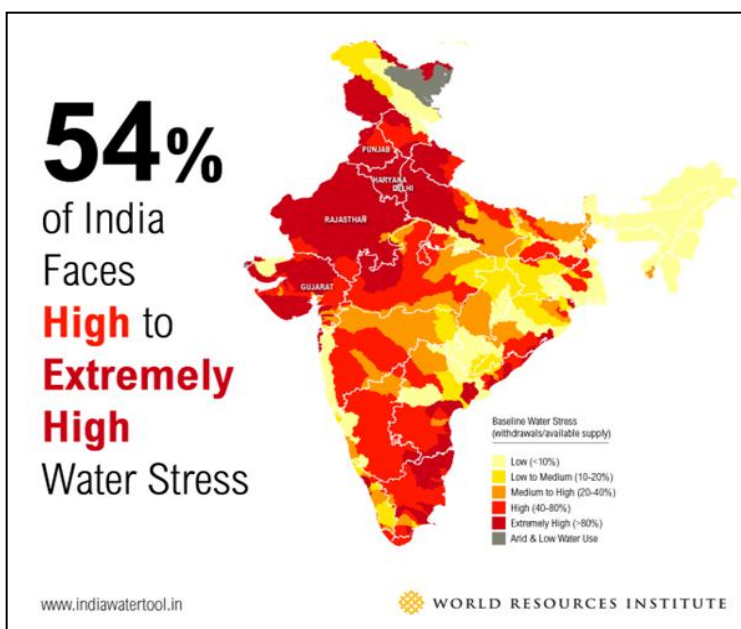 54%
of India
Faces
High to
Extremely
High
Water Stress
PUNJAB
HARYANA
DELHI
RAJASTHAN
GUJARAT
Baseline Water Stress
(withdrawals/available supply)
Low (<10%)
Low to Medium (10-20%)
Medium to High (20-40%)
High (40-80%)
Extremely High (>80%)
Arid & Low Water Use
www.indiawatertool.in
WORLD RESOURCES INSTITUTE